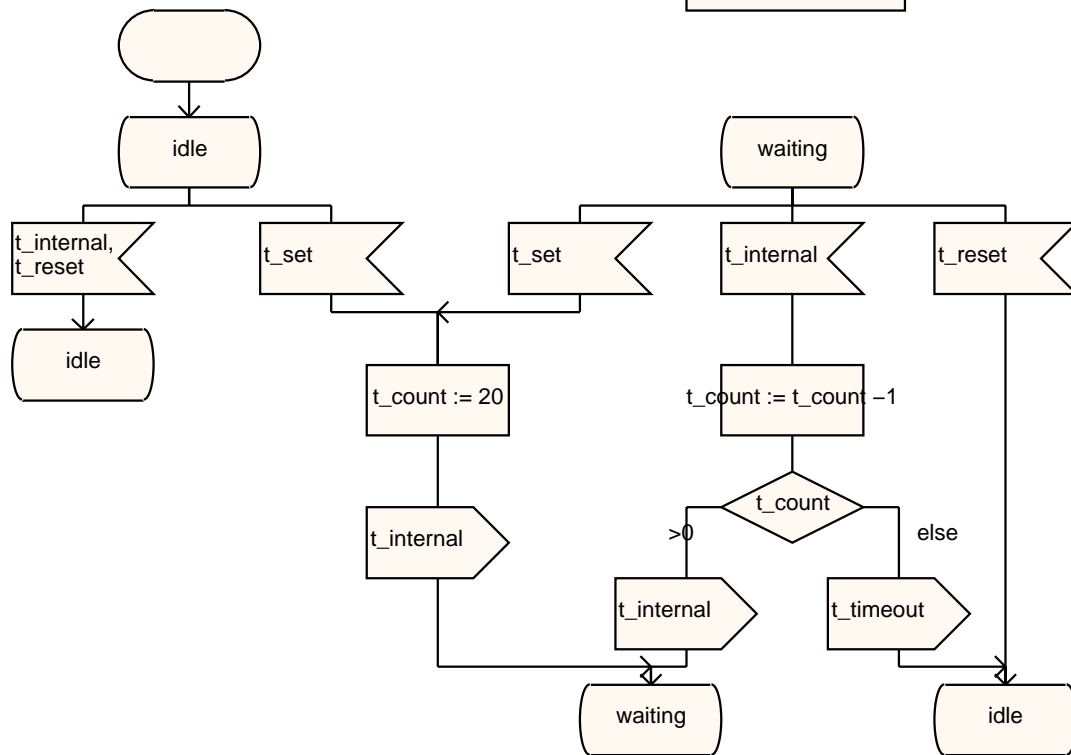 idle
waiting
t_internal,
t_reset
t_set
t_set
t_internal
t_reset
idle
t_count := 20
t_count := t_count –1
t_count
t_internal
>0
else
t_internal
t_timeout
waiting
idle